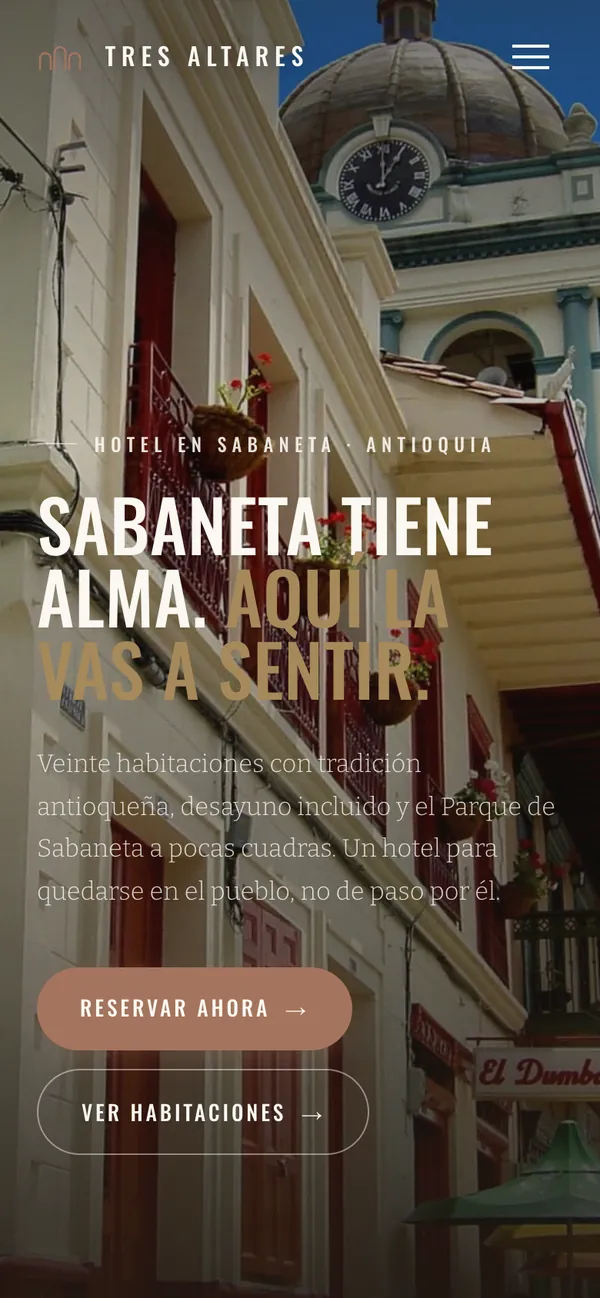 TRES ALTARES
HOTEL EN SABANETA · ANTIOQUIA
SABANETA TIENE
ALMA. AQUÍ LA
VAS A SENTIR.
Veinte habitaciones con tradición
antioqueña, desayuno incluido y el Parque de
Sabaneta a pocas cuadras. Un hotel para
quedarse en el pueblo, no de paso por él.
RESERVAR AHORA →
El Dumbo
VER HABITACIONES →